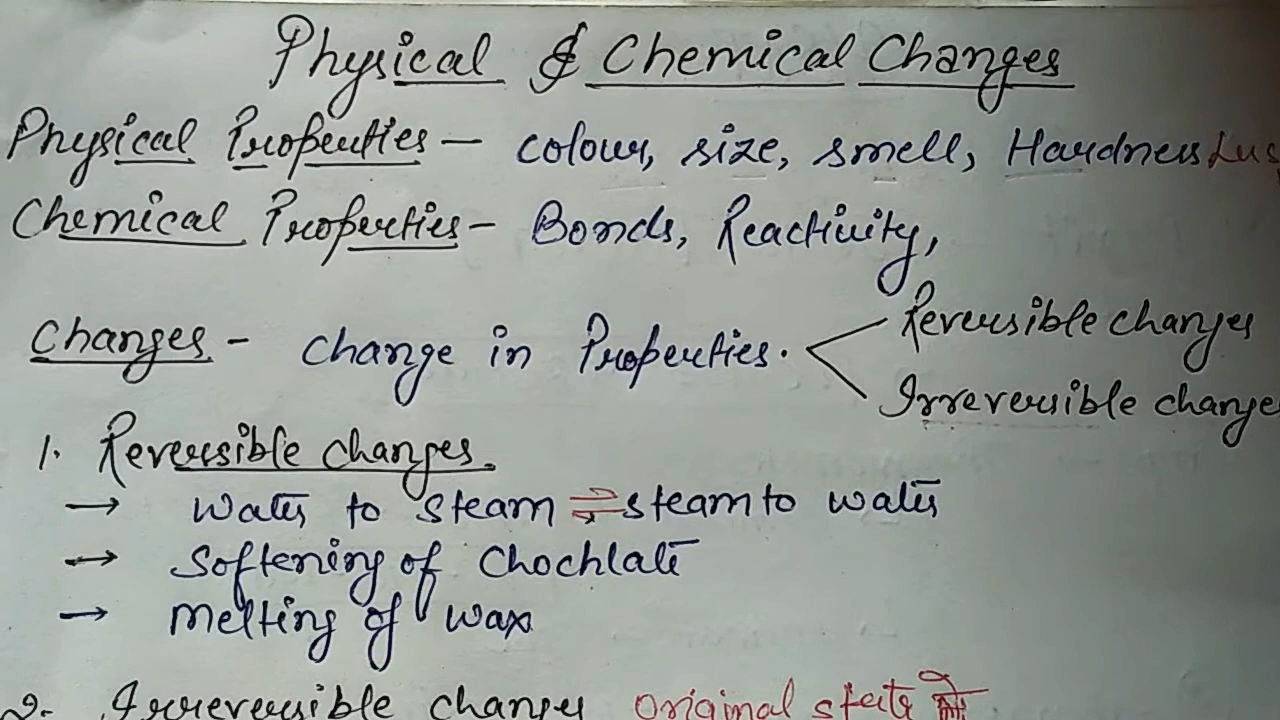 Physical & Chemical Changes
Physical Properties - colour, size, smell, Hardness Lus
Chemical Properties - Bonds, Reactivity,
Changes - change in Properties.
Reversible changes
Irreversible change
1. Reversible changes.
→ Water to steam ⇌ steam to water
→ Softening of Chochlate
→ Melting of wax
2. Irreversible changes Original state में